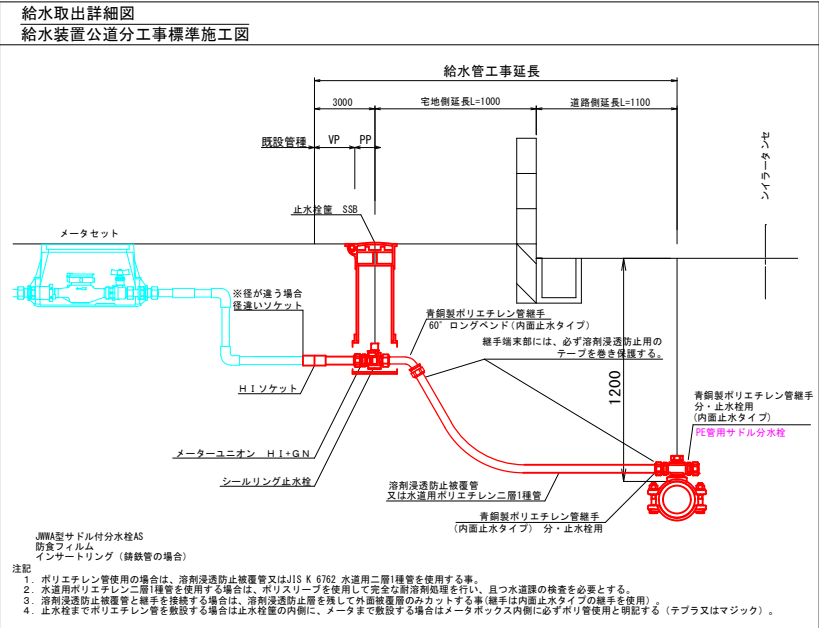 給水取出詳細図
給水装置公道分工事標準施工図
給水管工事延長
3000
宅地側延長L=1000
道路側延長L=1100
既設管種
VP
PP
センターライン
止水栓筐 SSB
メータセット
※径が違う場合
径違いソケット
青銅製ポリエチレン管継手
60° ロングベンド(内面止水タイプ)
継手端末部には、必ず溶剤浸透防止用の
テープを巻き保護する。
HIソケット
1200
青銅製ポリエチレン管継手
分・止水栓用
(内面止水タイプ)
PE管用サドル分水栓
メーターユニオン HI+GN
シールリング止水栓
溶剤浸透防止被覆管
又は水道用ポリエチレン二層1種管
青銅製ポリエチレン管継手
(内面止水タイプ) 分・止水栓用
JWWA型サドル付分水栓AS
防食フィルム
インサートリング(鋳鉄管の場合)
注記
1. ポリエチレン管使用の場合は、溶剤浸透防止被覆管又はJIS K 6762 水道用二層1種管を使用する事。
2. 水道用ポリエチレン二層1種管を使用する場合は、ポリスリーブを使用して完全な耐溶剤処理を行い、且つ水道課の検査を必要とする。
3. 溶剤浸透防止被覆管と継手を接続する場合は、溶剤浸透防止層を残して外面被覆層のみカットする事(継手は内面止水タイプの継手を使用)。
4. 止水栓までポリエチレン管を敷設する場合は止水栓筐の内側に、メータまで敷設する場合はメータボックス内側に必ずポリ管使用と明記する(テプラ又はマジック)。